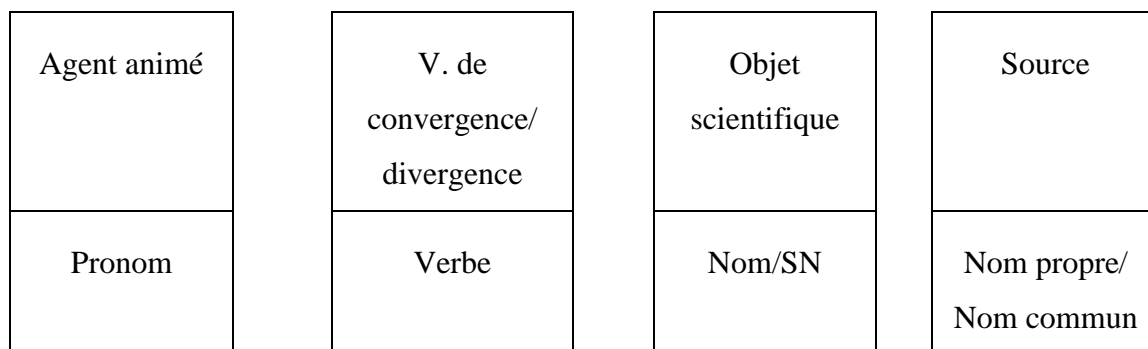 Agent animé
V. de
convergence/
divergence
Objet
scientifique
Source
Pronom
Verbe
Nom/SN
Nom propre/
Nom commun